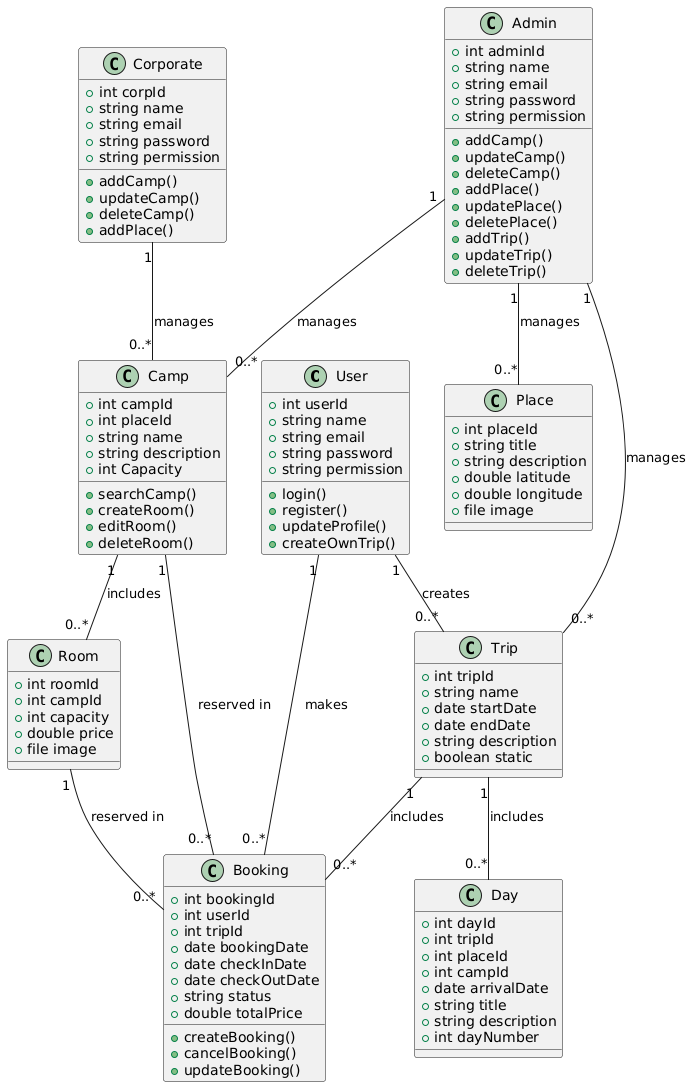 C Admin
int adminId
string name
string email
string password
string permission
addCamp()
updateCamp()
deleteCamp()
addPlace()
updatePlace()
deletePlace()
addTrip()
updateTrip()
deleteTrip()
C Corporate
int corpId
string name
string email
string password
string permission
addCamp()
updateCamp()
deleteCamp()
addPlace()
1
manages
0..*
1
manages
0..*
1
manages
0..*
1
manages
0..*
C Camp
int campId
int placeId
string name
string description
int Capacity
searchCamp()
createRoom()
editRoom()
deleteRoom()
C User
int userId
string name
string email
string password
string permission
login()
register()
updateProfile()
createOwnTrip()
C Place
int placeId
string title
string description
double latitude
double longitude
file image
1
includes
0..*
1
reserved in
0..*
1
makes
0..*
1
creates
0..*
C Room
int roomId
int campId
int capacity
double price
file image
C Trip
int tripId
string name
date startDate
date endDate
string description
boolean static
1
reserved in
0..*
1
includes
0..*
1
includes
0..*
C Booking
int bookingId
int userId
int tripId
date bookingDate
date checkInDate
date checkOutDate
string status
double totalPrice
createBooking()
cancelBooking()
updateBooking()
C Day
int dayId
int tripId
int placeId
int campId
date arrivalDate
string title
string description
int dayNumber